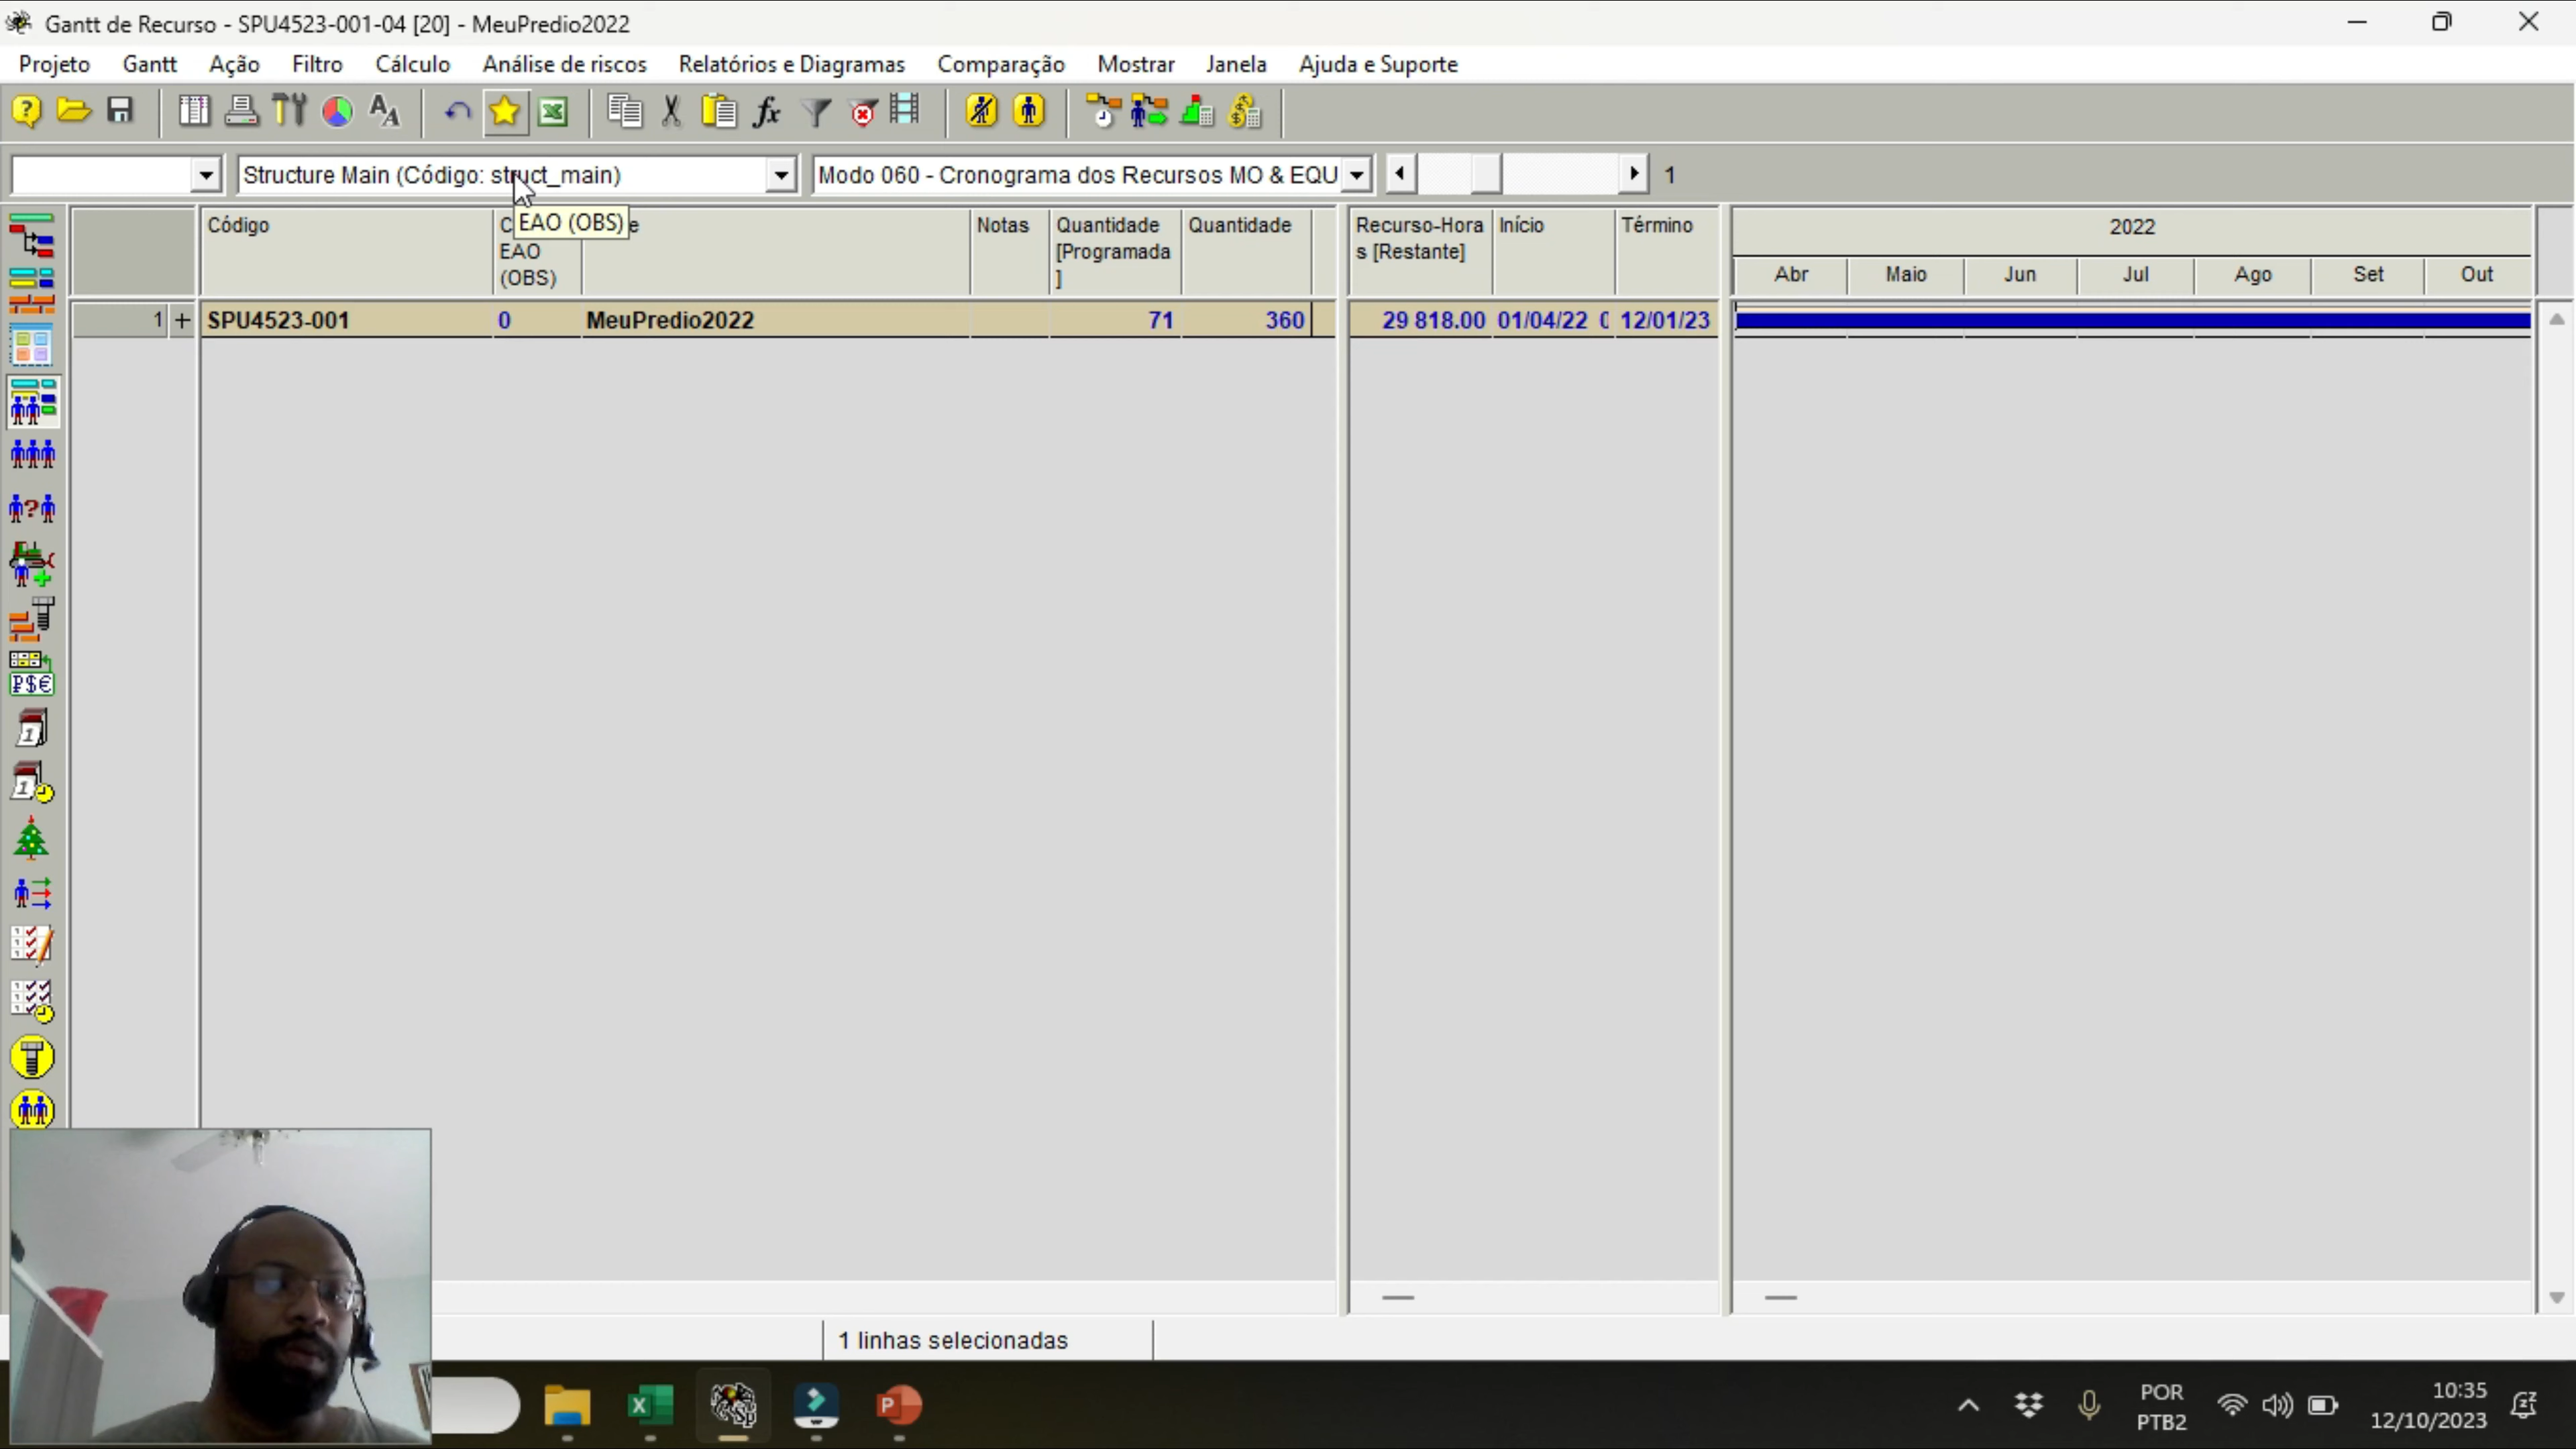 Gantt de Recurso - SPU4523-001-04 [20] - MeuPredio2022
Projeto Gantt Ação Filtro Cálculo Análise de riscos Relatórios e Diagramas Comparação Mostrar Janela Ajuda e Suporte
Structure Main (Código: struct_main) Modo 060 - Cronograma dos Recursos MO & EQU 1
EAO (OBS)
Código
EAO
(OBS)
Notas
Quantidade
[Programada
]
Quantidade
Recurso-Hora
s [Restante]
Início
Término
2022
Abr Maio Jun Jul Ago Set Out
1 + SPU4523-001 0 MeuPredio2022 71 360 29 818.00 01/04/22 12/01/23
₽$€
1 linhas selecionadas
POR
PTB2
10:35
12/10/2023